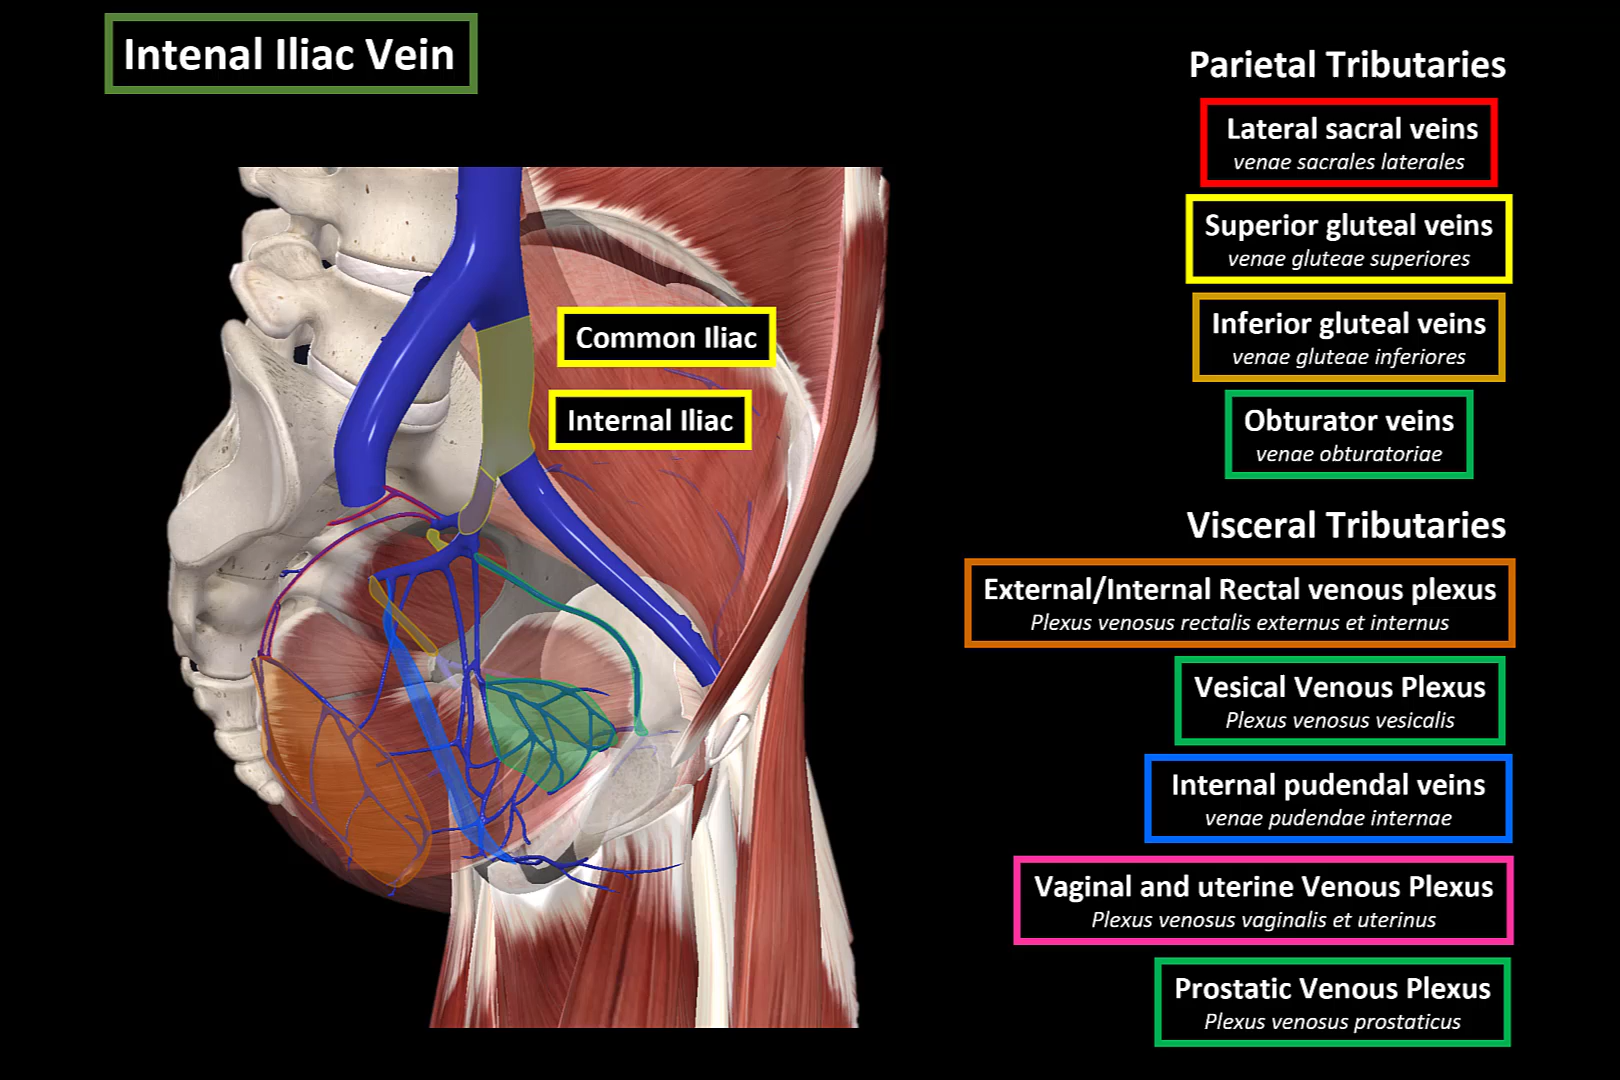 Intenal Iliac Vein
Common Iliac
Internal Iliac
Parietal Tributaries
Lateral sacral veins
venae sacrales laterales
Superior gluteal veins
venae gluteae superiores
Inferior gluteal veins
venae gluteae inferiores
Obturator veins
venae obturatoriae
Visceral Tributaries
External/Internal Rectal venous plexus
Plexus venosus rectalis externus et internus
Vesical Venous Plexus
Plexus venosus vesicalis
Internal pudendal veins
venae pudendae internae
Vaginal and uterine Venous Plexus
Plexus venosus vaginalis et uterinus
Prostatic Venous Plexus
Plexus venosus prostaticus